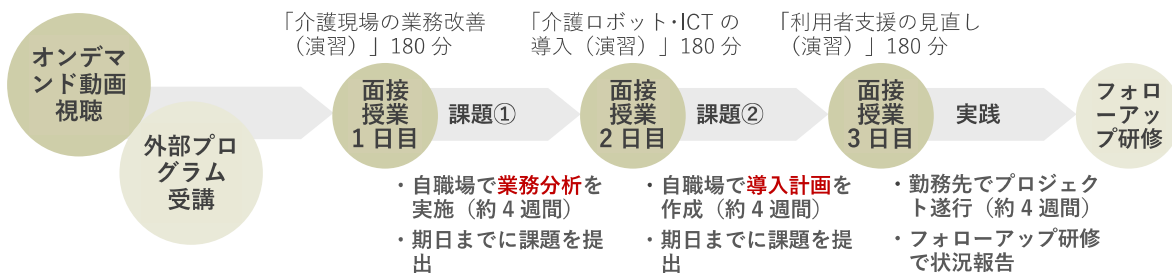 オンデマ
ンド動画
視聴
外部プロ
グラム
受講
「介護現場の業務改善
（演習）」180 分
面接
授業
1 日目
課題①
・自職場で業務分析を
実施（約 4 週間）
・期日までに課題を提
出
「介護ロボット・ICT の
導入（演習）」180 分
面接
授業
2 日目
課題②
・自職場で導入計画を
作成（約 4 週間）
・期日までに課題を提
出
「利用者支援の見直し
（演習）」180 分
面接
授業
3 日目
実践
・勤務先でプロジェク
ト遂行（約 4 週間）
・フォローアップ研修
で状況報告
フォロ
ーアッ
プ研修